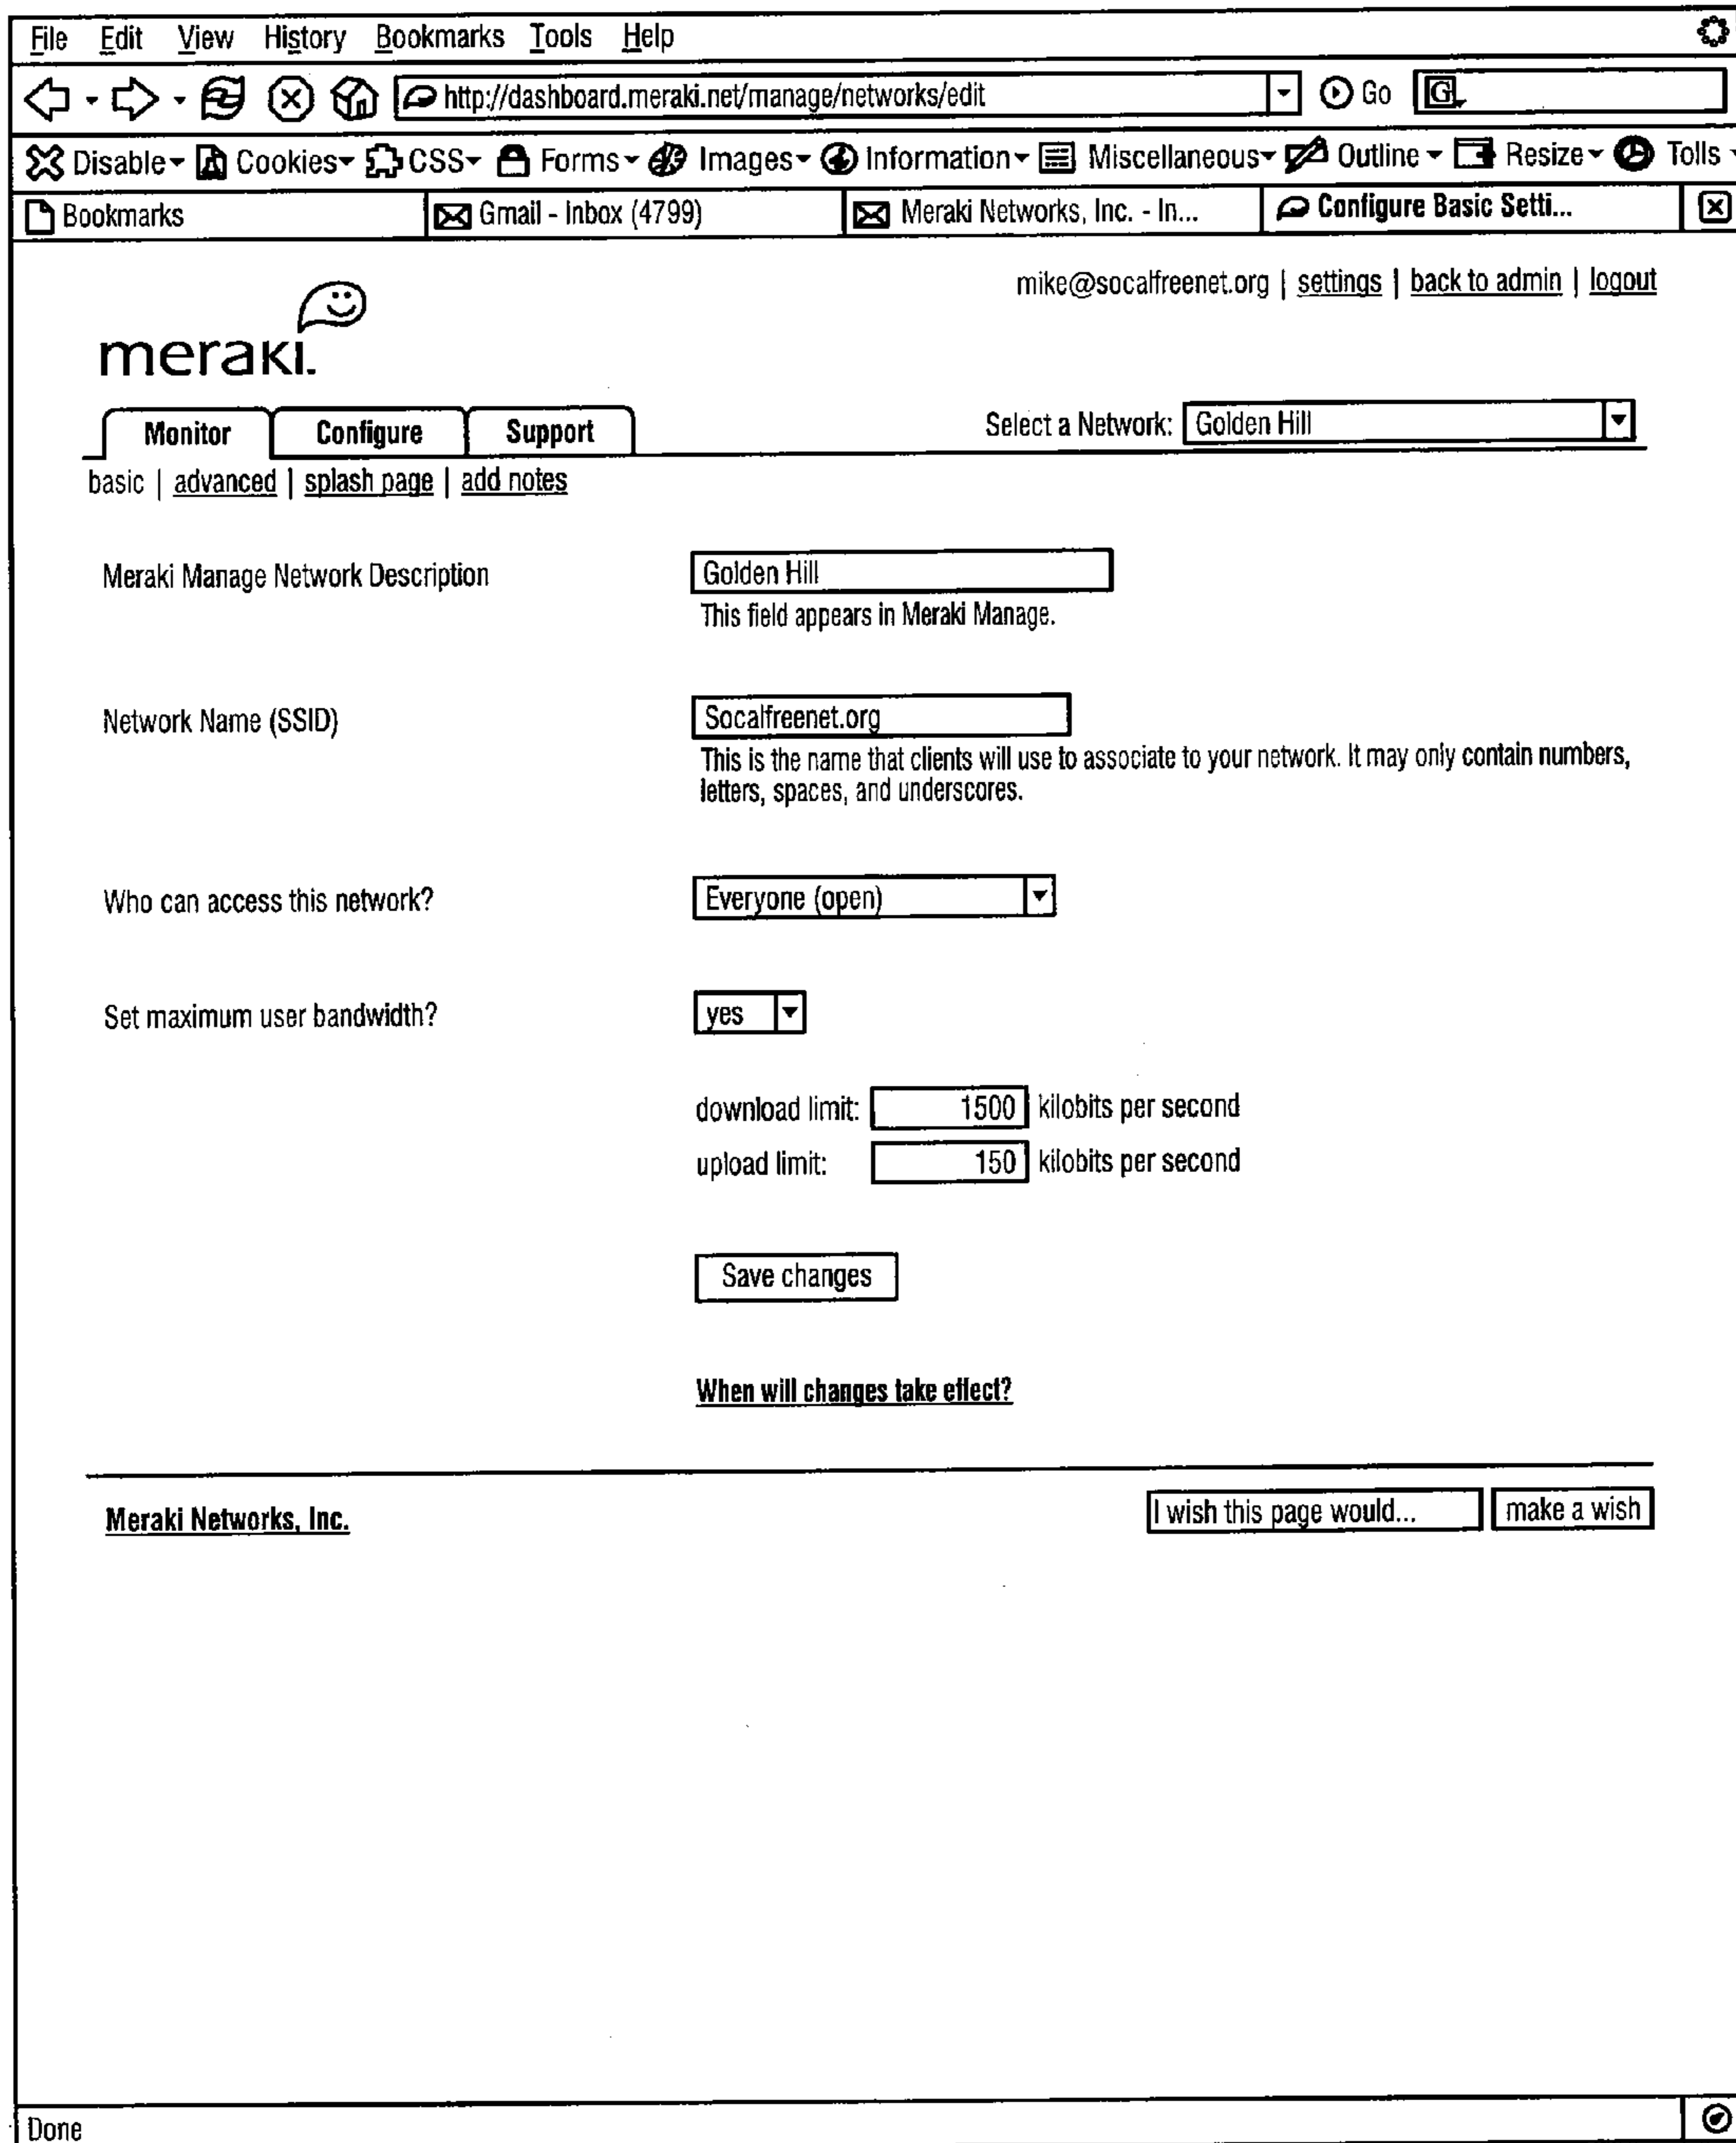 File Edit View History Bookmarks Tools Help
http://dashboard.meraki.net/manage/networks/edit Go G
Disable Cookies CSS Forms Images Information Miscellaneous Outline Resize Tolls
Bookmarks Gmail - Inbox (4799) Meraki Networks, Inc. - In... Configure Basic Setti...
mike@socalfreenet.org | settings | back to admin | logout
meraki.
Monitor Configure Support Select a Network: Golden Hill
basic | advanced | splash page | add notes
Meraki Manage Network Description Golden Hill
This field appears in Meraki Manage.
Network Name (SSID) Socalfreenet.org
This is the name that clients will use to associate to your network. It may only contain numbers,
letters, spaces, and underscores.
Who can access this network? Everyone (open)
Set maximum user bandwidth? yes
download limit: 1500 kilobits per second
upload limit: 150 kilobits per second
Save changes
When will changes take effect?
Meraki Networks, Inc. I wish this page would... make a wish
Done